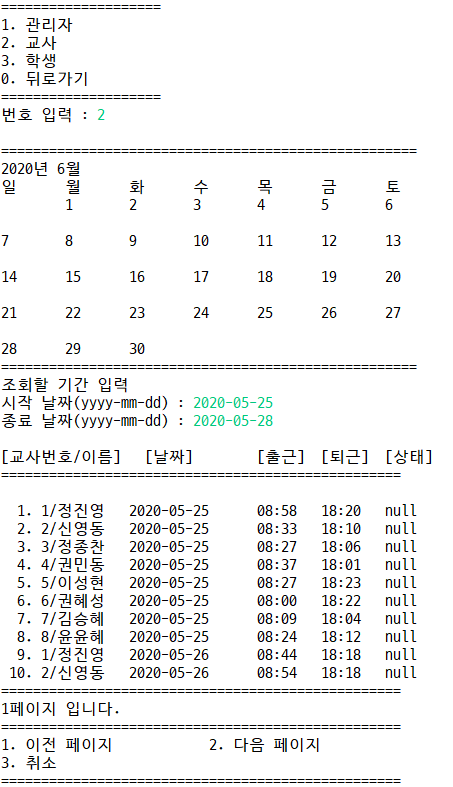 ====================
1. 관리자
2. 교사
3. 학생
0. 뒤로가기
====================
번호 입력 : 2
====================================================
2020년 6월
일 월 화 수 목 금 토
1 2 3 4 5 6
7 8 9 10 11 12 13
14 15 16 17 18 19 20
21 22 23 24 25 26 27
28 29 30
====================================================
조회할 기간 입력
시작 날짜(yyyy-mm-dd) : 2020-05-25
종료 날짜(yyyy-mm-dd) : 2020-05-28
[교사번호/이름] [날짜] [출근] [퇴근] [상태]
==================================================
1. 1/정진영 2020-05-25 08:58 18:20 null
2. 2/신영동 2020-05-25 08:33 18:10 null
3. 3/정종찬 2020-05-25 08:27 18:06 null
4. 4/권민동 2020-05-25 08:37 18:01 null
5. 5/이성현 2020-05-25 08:27 18:23 null
6. 6/권혜성 2020-05-25 08:00 18:22 null
7. 7/김승혜 2020-05-25 08:09 18:04 null
8. 8/윤윤혜 2020-05-25 08:24 18:12 null
9. 1/정진영 2020-05-26 08:44 18:18 null
10. 2/신영동 2020-05-26 08:54 18:18 null
==================================================
1페이지 입니다.
==================================================
1. 이전 페이지 2. 다음 페이지
3. 취소
==================================================